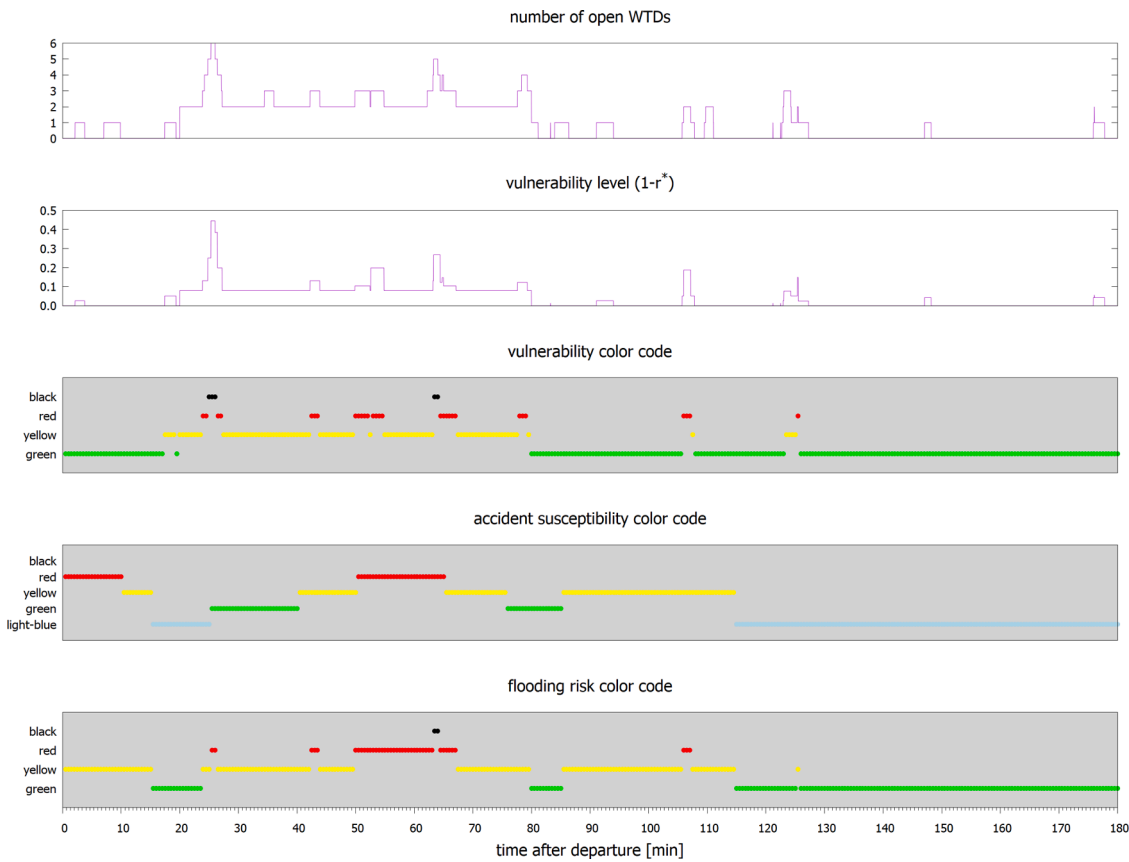 number of open WTDs
6
5
4
3
2
1
0
vulnerability level (1-r*)
0.5
0.4
0.3
0.2
0.1
0.0
vulnerability color code
black
red
yellow
green
accident susceptibility color code
black
red
yellow
green
light-blue
flooding risk color code
black
red
yellow
green
0 10 20 30 40 50 60 70 80 90 100 110 120 130 140 150 160 170 180
time after departure [min]